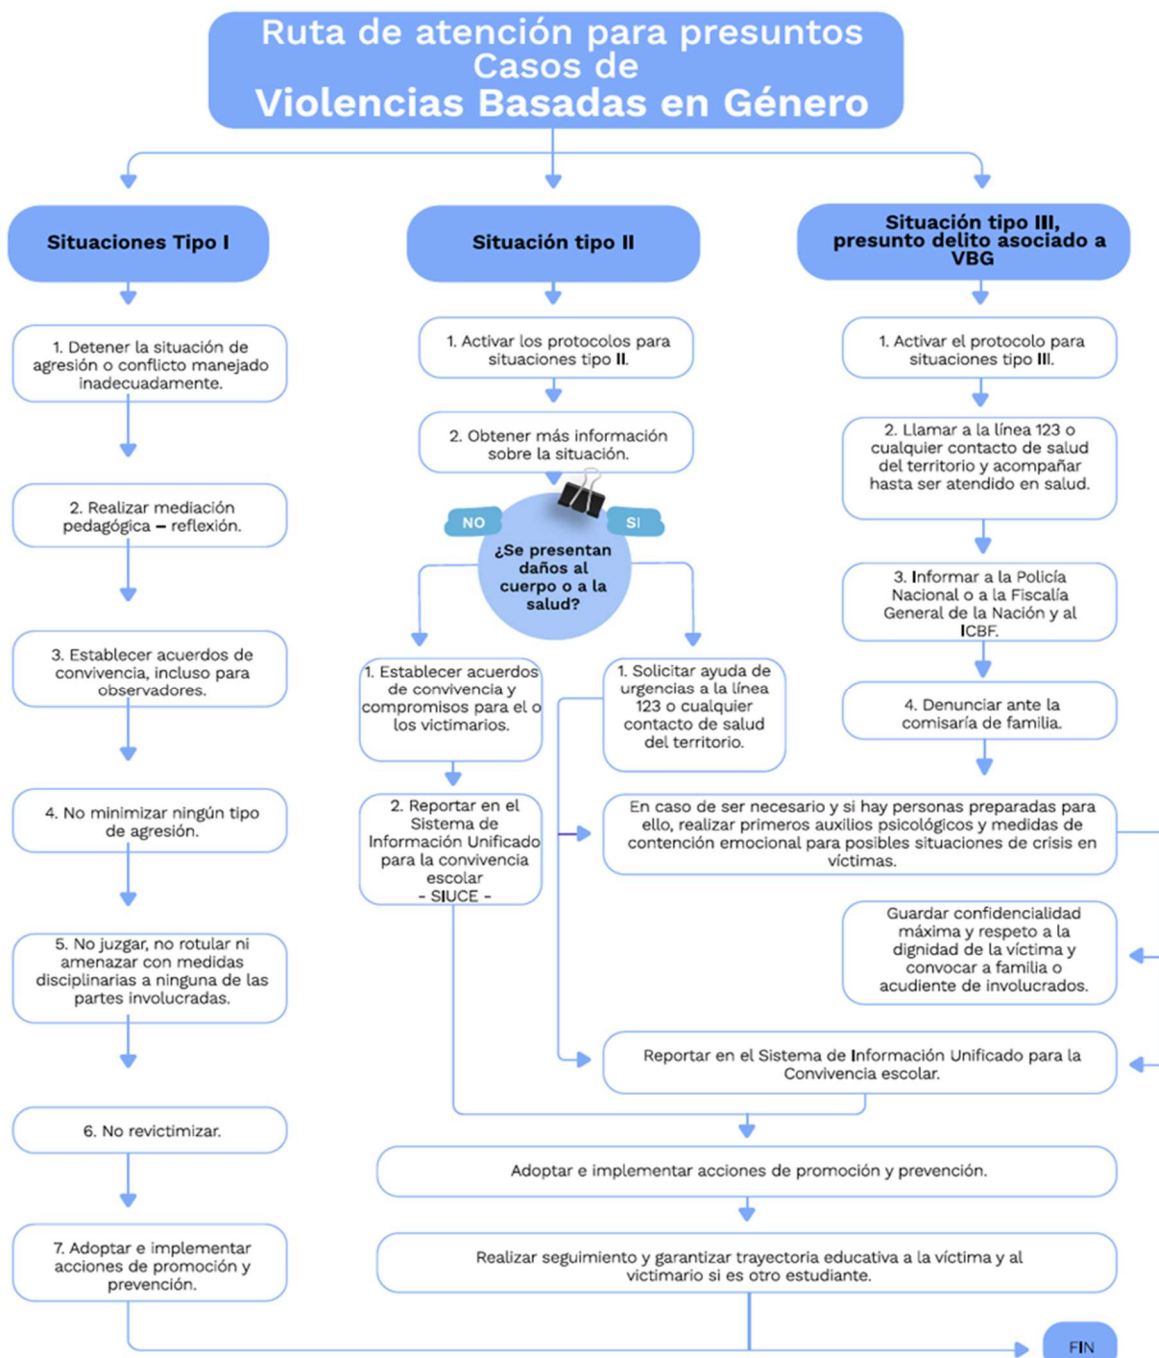 Ruta de atención para presuntos
Casos de
Violencias Basadas en Género
Situaciones Tipo I
1. Detener la situación de
agresión o conflicto manejado
inadecuadamente.
2. Realizar mediación
pedagógica – reflexión.
3. Establecer acuerdos de
convivencia, incluso para
observadores.
4. No minimizar ningún tipo
de agresión.
5. No juzgar, no rotular ni
amenazar con medidas
disciplinarias a ninguna de las
partes involucradas.
6. No revictimizar.
7. Adoptar e implementar
acciones de promoción y
prevención.
Situación tipo II
1. Activar los protocolos para
situaciones tipo II.
2. Obtener más información
sobre la situación.
NO
SI
¿Se presentan
daños al
cuerpo o a la
salud?
1. Establecer acuerdos
de convivencia y
compromisos para el o
los victimarios.
2. Reportar en el
Sistema de
Información Unificado
para la convivencia
escolar
- SIUCE -
1. Solicitar ayuda de
urgencias a la línea
123 o cualquier
contacto de salud
del territorio.
Situación tipo III,
presunto delito asociado a
VBG
1. Activar el protocolo para
situaciones tipo III.
2. Llamar a la línea 123 o
cualquier contacto de salud
del territorio y acompañar
hasta ser atendido en salud.
3. Informar a la Policía
Nacional o a la Fiscalía
General de la Nación y al
ICBF.
4. Denunciar ante la
comisaría de familia.
En caso de ser necesario y si hay personas preparadas para
ello, realizar primeros auxilios psicológicos y medidas de
contención emocional para posibles situaciones de crisis en
víctimas.
Guardar confidencialidad
máxima y respeto a la
dignidad de la víctima y
convocar a familia o
acudiente de involucrados.
Reportar en el Sistema de Información Unificado para la
Convivencia escolar.
Adoptar e implementar acciones de promoción y prevención.
Realizar seguimiento y garantizar trayectoria educativa a la víctima y al
victimario si es otro estudiante.
FIN